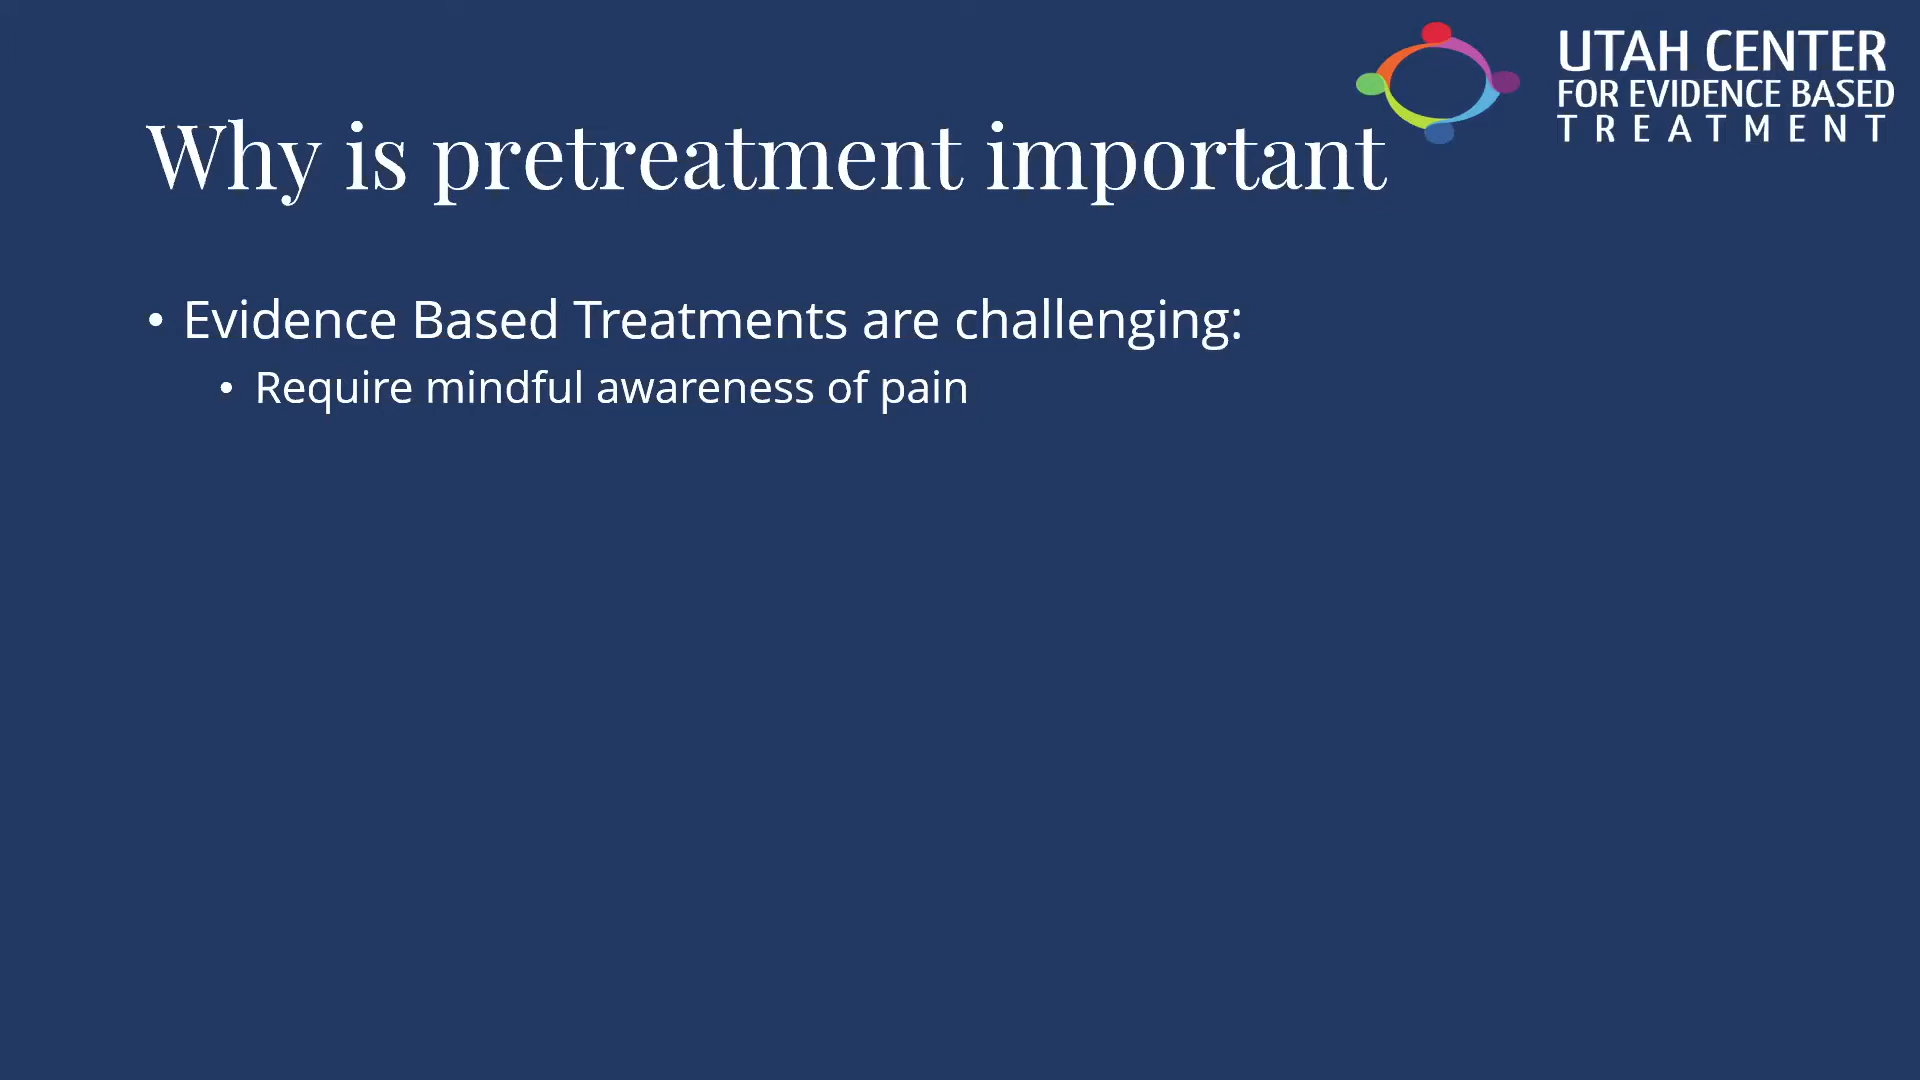 UTAH CENTER
FOR EVIDENCE BASED
TREATMENT
Why is pretreatment important
• Evidence Based Treatments are challenging:
• Require mindful awareness of pain